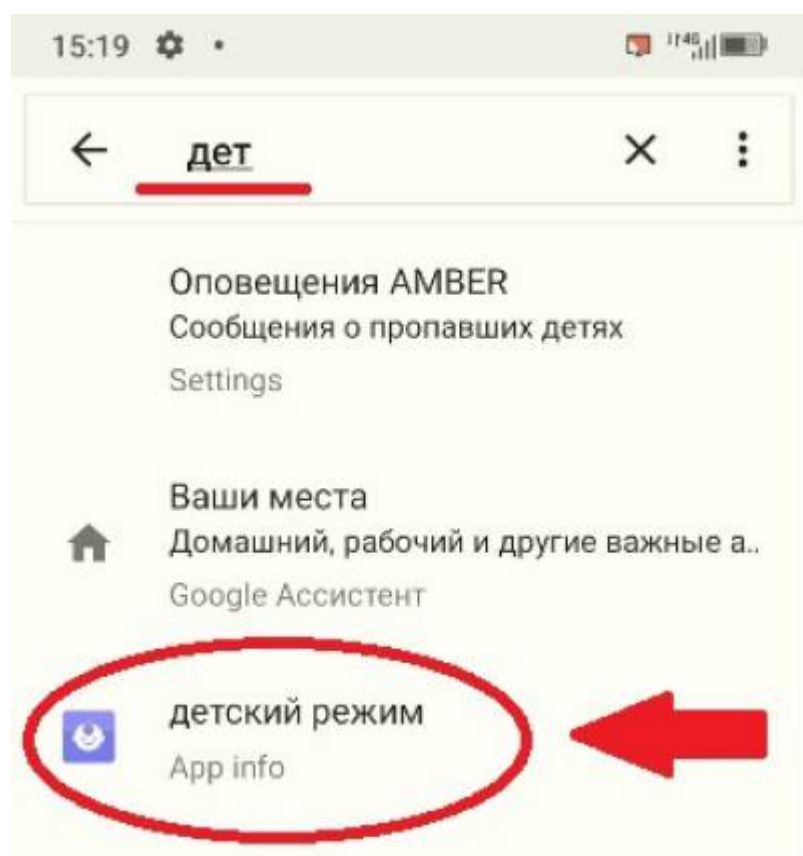 15:19
4G
дет
Оповещения AMBER
Сообщения о пропавших детях
Settings
Ваши места
Домашний, рабочий и другие важные а..
Google Ассистент
детский режим
App info